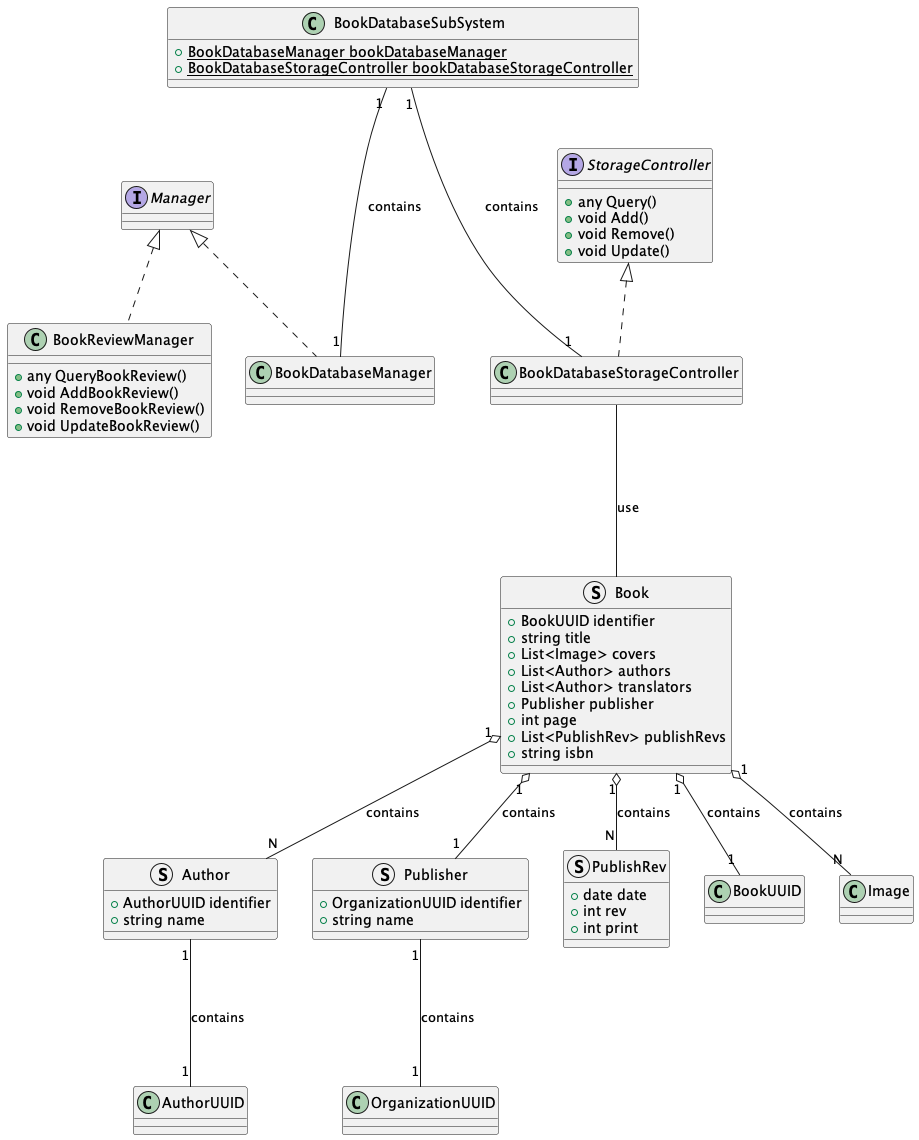 C BookDatabaseSubSystem
BookDatabaseManager bookDatabaseManager
BookDatabaseStorageController bookDatabaseStorageController
1
1
I StorageController
any Query()
void Add()
void Remove()
void Update()
I Manager
contains
contains
C BookReviewManager
any QueryBookReview()
void AddBookReview()
void RemoveBookReview()
void UpdateBookReview()
1
1
C BookDatabaseManager
C BookDatabaseStorageController
use
S Book
BookUUID identifier
string title
List<Image> covers
List<Author> authors
List<Author> translators
Publisher publisher
int page
List<PublishRev> publishRevs
string isbn
1
1
1
1
1
contains
contains
contains
contains
contains
N
1
N
1
N
S Author
AuthorUUID identifier
string name
S Publisher
OrganizationUUID identifier
string name
S PublishRev
date date
int rev
int print
C BookUUID
C Image
1
1
contains
contains
1
1
C AuthorUUID
C OrganizationUUID